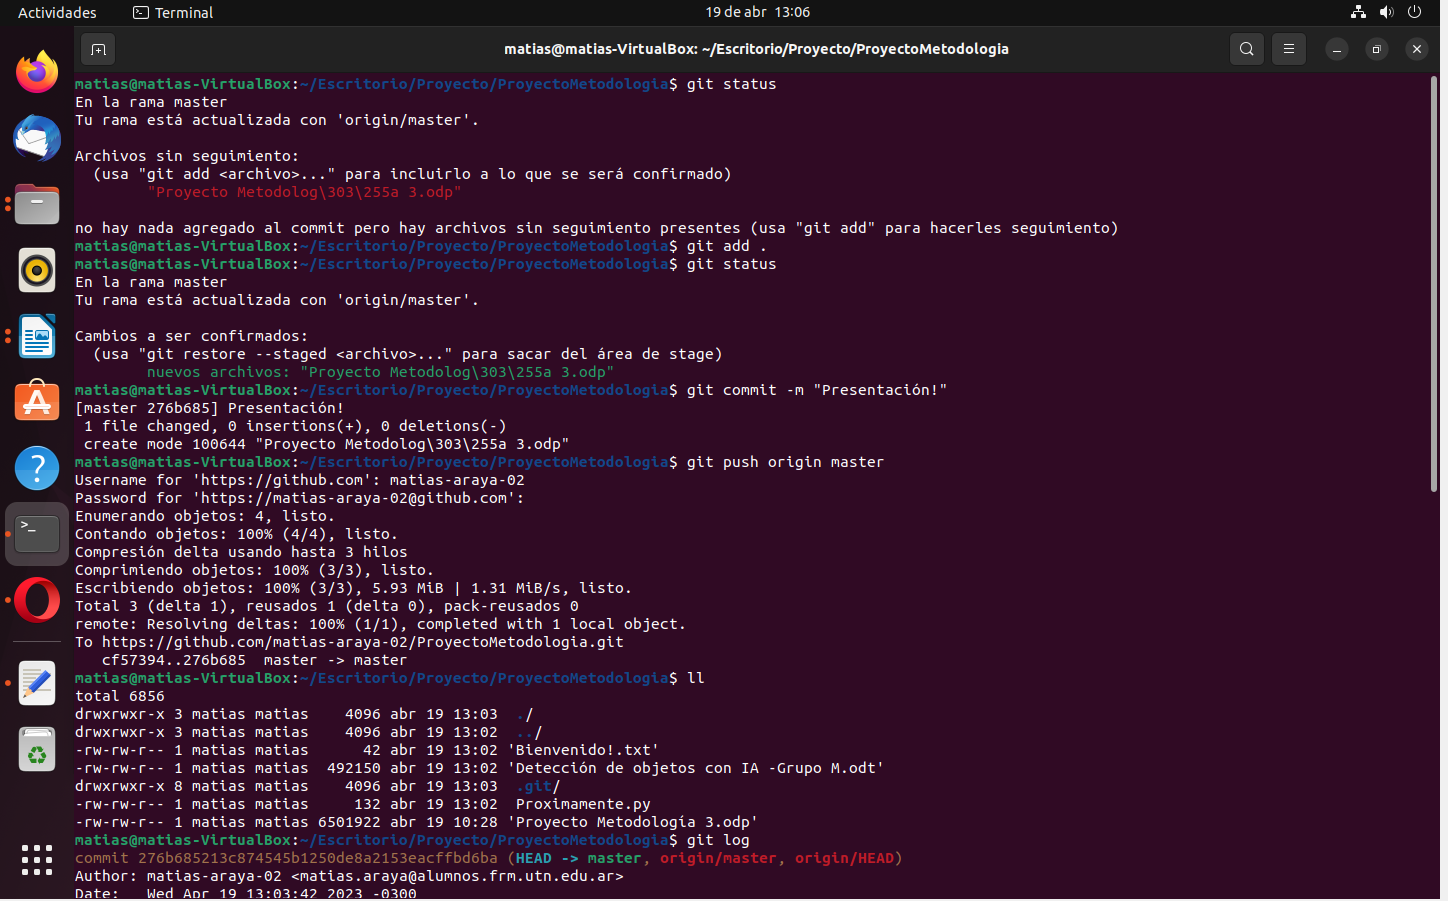 Actividades
Terminal
19 de abr 13:06
matias@matias-VirtualBox: ~/Escritorio/Proyecto/ProyectoMetodologia
matias@matias-VirtualBox:~/Escritorio/Proyecto/ProyectoMetodologia$ git status
En la rama master
Tu rama está actualizada con 'origin/master'.
Archivos sin seguimiento:
  (usa "git add <archivo>..." para incluirlo a lo que se será confirmado)
        "Proyecto Metodolog\303\255a 3.odp"
no hay nada agregado al commit pero hay archivos sin seguimiento presentes (usa "git add" para hacerles seguimiento)
matias@matias-VirtualBox:~/Escritorio/Proyecto/ProyectoMetodologia$ git add .
matias@matias-VirtualBox:~/Escritorio/Proyecto/ProyectoMetodologia$ git status
En la rama master
Tu rama está actualizada con 'origin/master'.
Cambios a ser confirmados:
  (usa "git restore --staged <archivo>..." para sacar del área de stage)
        nuevos archivos: "Proyecto Metodolog\303\255a 3.odp"
matias@matias-VirtualBox:~/Escritorio/Proyecto/ProyectoMetodologia$ git commit -m "Presentación!"
[master 276b685] Presentación!
 1 file changed, 0 insertions(+), 0 deletions(-)
 create mode 100644 "Proyecto Metodolog\303\255a 3.odp"
matias@matias-VirtualBox:~/Escritorio/Proyecto/ProyectoMetodologia$ git push origin master
Username for 'https://github.com': matias-araya-02
Password for 'https://matias-araya-02@github.com':
Enumerando objetos: 4, listo.
Contando objetos: 100% (4/4), listo.
Compresión delta usando hasta 3 hilos
Comprimiendo objetos: 100% (3/3), listo.
Escribiendo objetos: 100% (3/3), 5.93 MiB | 1.31 MiB/s, listo.
Total 3 (delta 1), reusados 1 (delta 0), pack-reusados 0
remote: Resolving deltas: 100% (1/1), completed with 1 local object.
To https://github.com/matias-araya-02/ProyectoMetodologia.git
   cf57394..276b685  master -> master
matias@matias-VirtualBox:~/Escritorio/Proyecto/ProyectoMetodologia$ ll
total 6856
drwxrwxr-x 3 matias matias    4096 abr 19 13:03  ./
drwxrwxr-x 3 matias matias    4096 abr 19 13:02  ../
-rw-rw-r-- 1 matias matias      42 abr 19 13:02 'Bienvenido!.txt'
-rw-rw-r-- 1 matias matias  492150 abr 19 13:02 'Detección de objetos con IA -Grupo M.odt'
drwxrwxr-x 8 matias matias    4096 abr 19 13:03  .git/
-rw-rw-r-- 1 matias matias     132 abr 19 13:02  Proximamente.py
-rw-rw-r-- 1 matias matias 6501922 abr 19 10:28 'Proyecto Metodología 3.odp'
matias@matias-VirtualBox:~/Escritorio/Proyecto/ProyectoMetodologia$ git log
commit 276b685213c874545b1250de8a2153eacffbd6ba (HEAD -> master, origin/master, origin/HEAD)
Author: matias-araya-02 <matias.araya@alumnos.frm.utn.edu.ar>
Date:   Wed Apr 19 13:03:42 2023 -0300